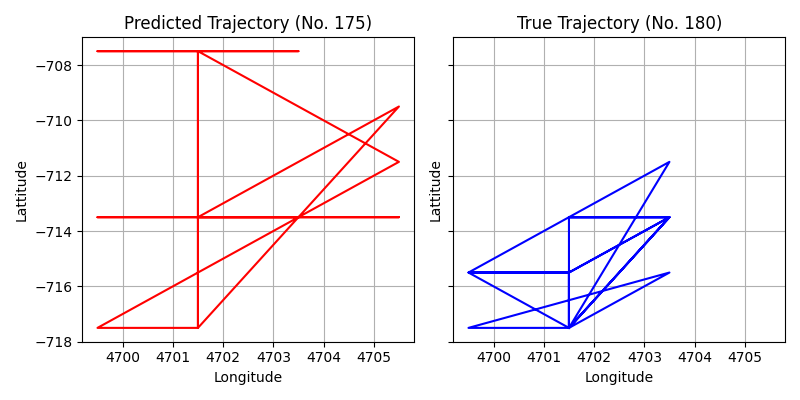 Predicted Trajectory (No. 175)
True Trajectory (No. 180)
Lattitude
−708
−710
−712
−714
−716
−718
4700 4701 4702 4703 4704 4705
Longitude
Lattitude
4700 4701 4702 4703 4704 4705
Longitude